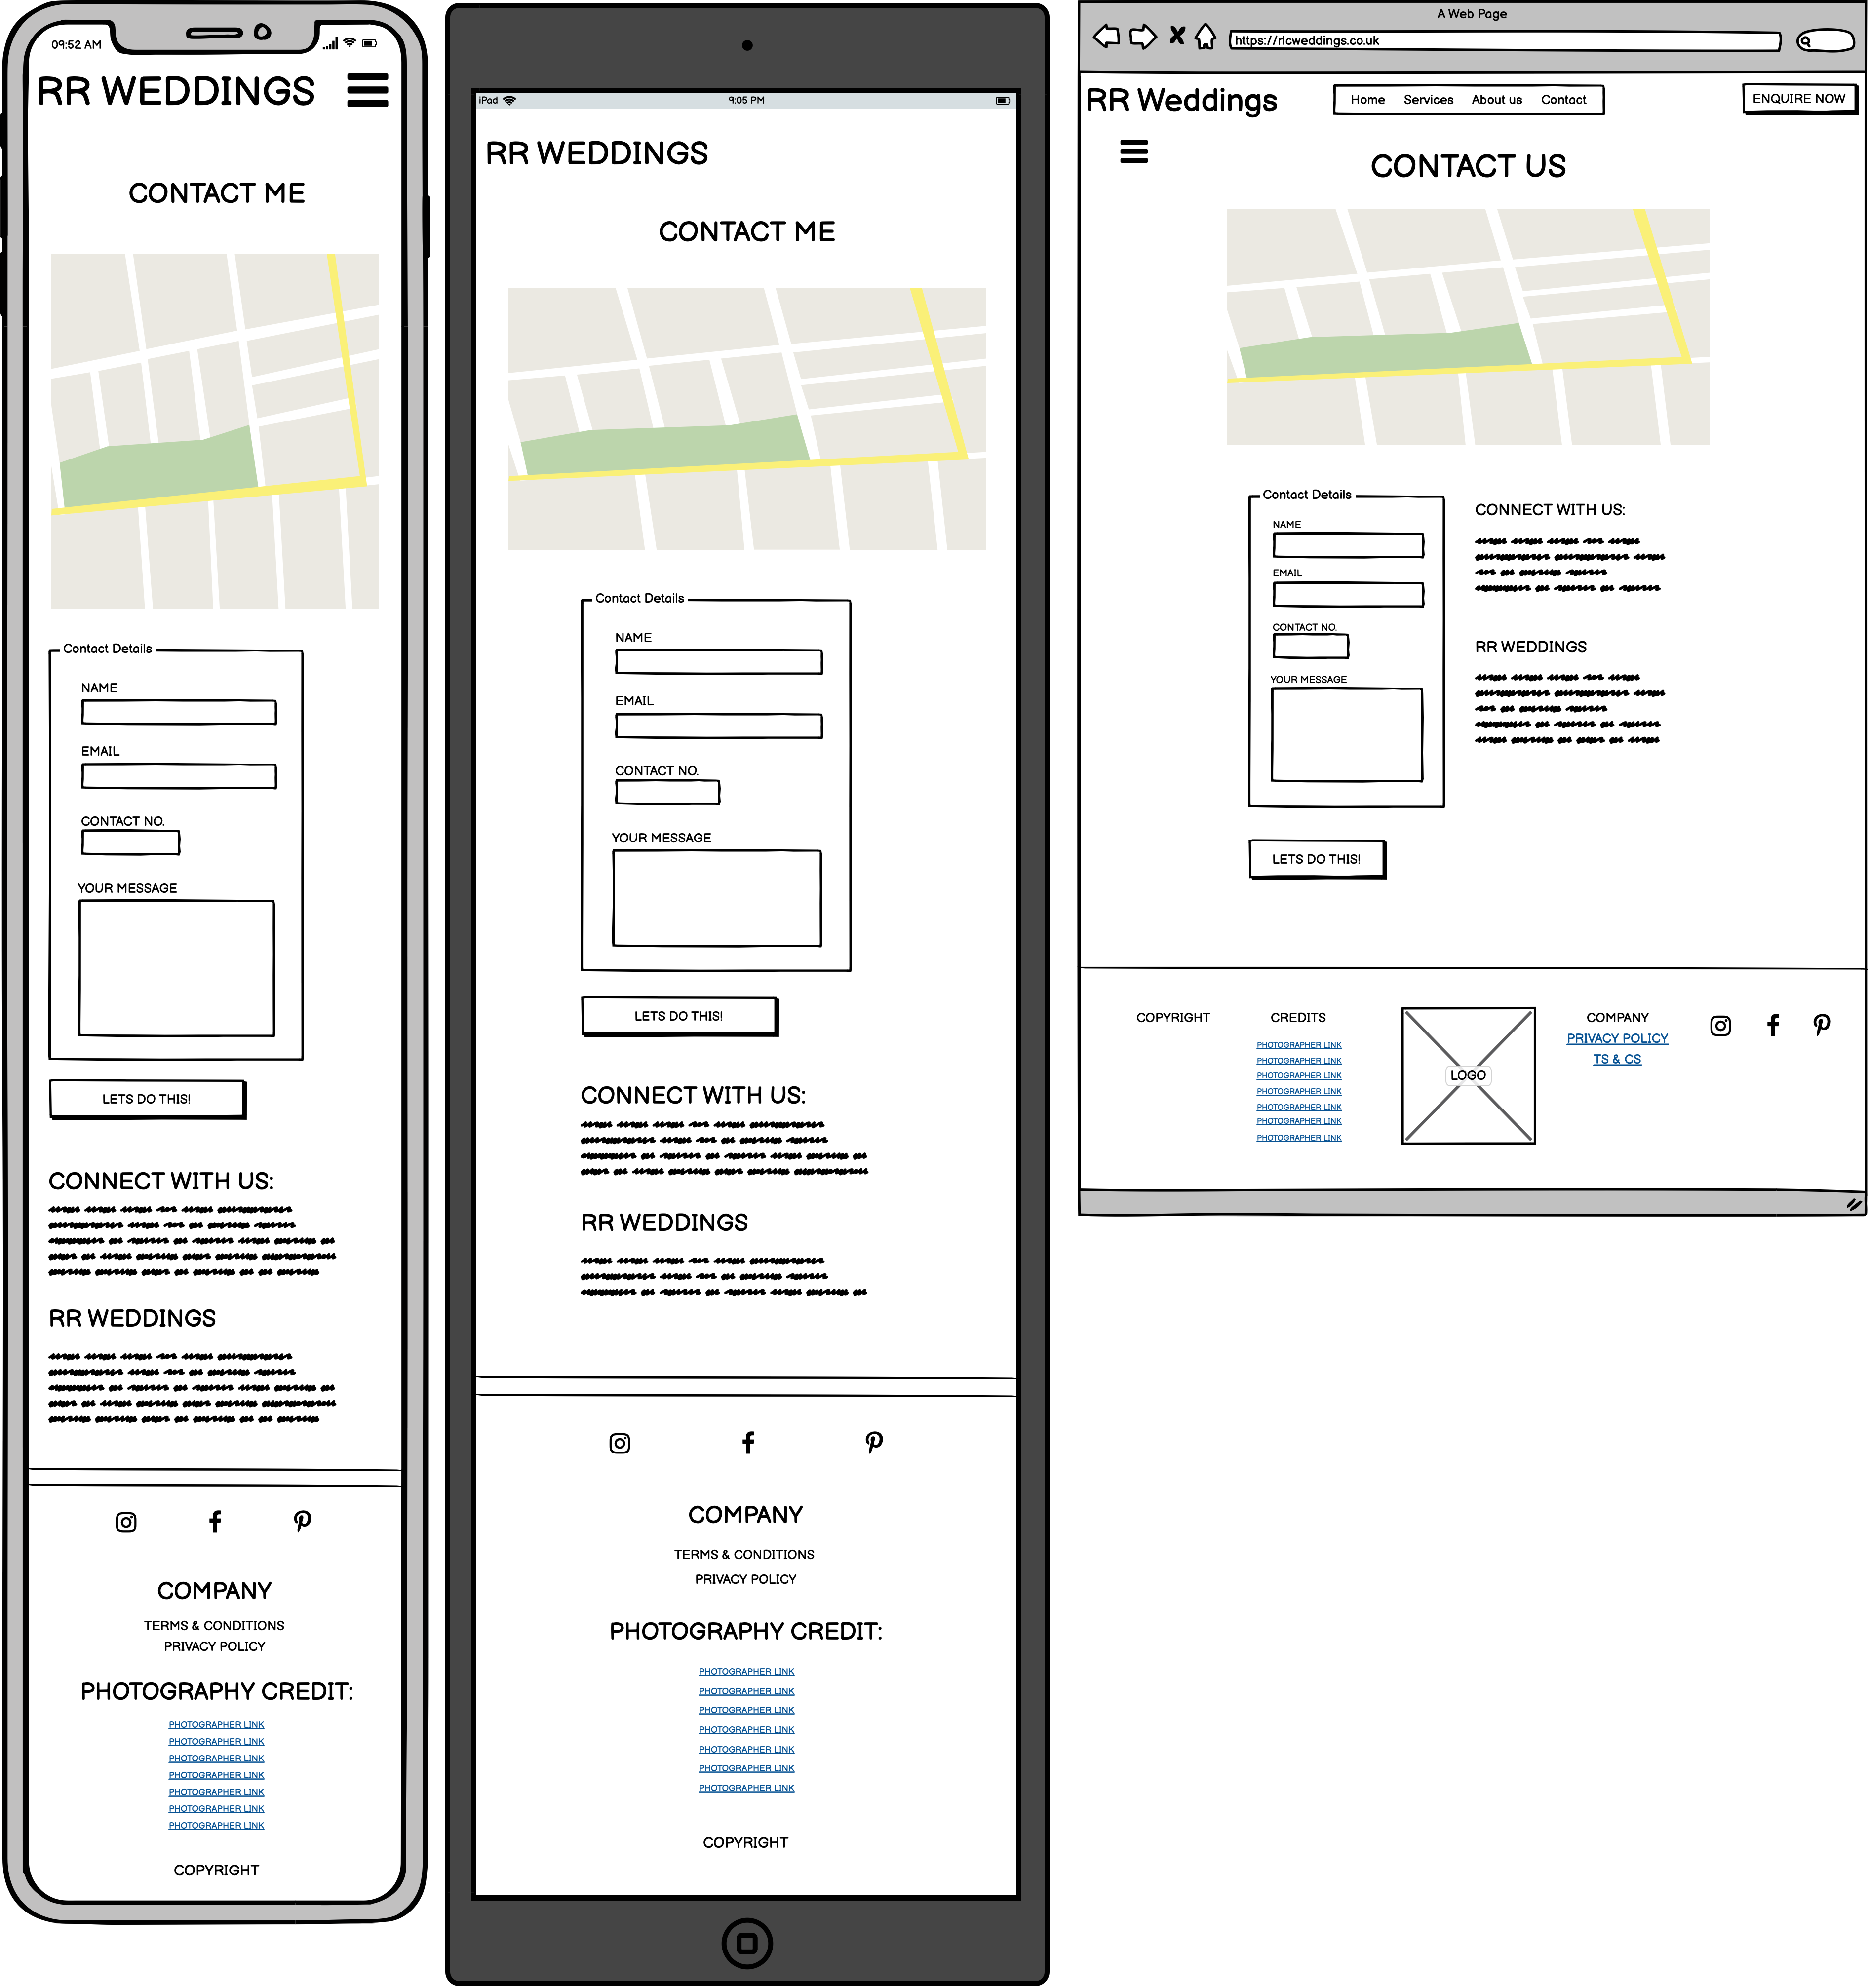 09:52 AM
RR WEDDINGS
CONTACT ME
Contact Details
NAME
EMAIL
CONTACT NO.
YOUR MESSAGE
LETS DO THIS!
CONNECT WITH US:
RR WEDDINGS
COMPANY
TERMS & CONDITIONS
PRIVACY POLICY
PHOTOGRAPHY CREDIT:
PHOTOGRAPHER LINK
PHOTOGRAPHER LINK
PHOTOGRAPHER LINK
PHOTOGRAPHER LINK
PHOTOGRAPHER LINK
PHOTOGRAPHER LINK
PHOTOGRAPHER LINK
COPYRIGHT
iPad
9:05 PM
RR WEDDINGS
CONTACT ME
Contact Details
NAME
EMAIL
CONTACT NO.
YOUR MESSAGE
LETS DO THIS!
CONNECT WITH US:
RR WEDDINGS
COMPANY
TERMS & CONDITIONS
PRIVACY POLICY
PHOTOGRAPHY CREDIT:
PHOTOGRAPHER LINK
PHOTOGRAPHER LINK
PHOTOGRAPHER LINK
PHOTOGRAPHER LINK
PHOTOGRAPHER LINK
PHOTOGRAPHER LINK
PHOTOGRAPHER LINK
COPYRIGHT
A Web Page
https://rlcweddings.co.uk
RR Weddings
Home Services About us Contact
ENQUIRE NOW
CONTACT US
Contact Details
NAME
EMAIL
CONTACT NO.
YOUR MESSAGE
LETS DO THIS!
CONNECT WITH US:
RR WEDDINGS
COPYRIGHT
CREDITS
PHOTOGRAPHER LINK
PHOTOGRAPHER LINK
PHOTOGRAPHER LINK
PHOTOGRAPHER LINK
PHOTOGRAPHER LINK
PHOTOGRAPHER LINK
PHOTOGRAPHER LINK
LOGO
COMPANY
PRIVACY POLICY
TS & CS